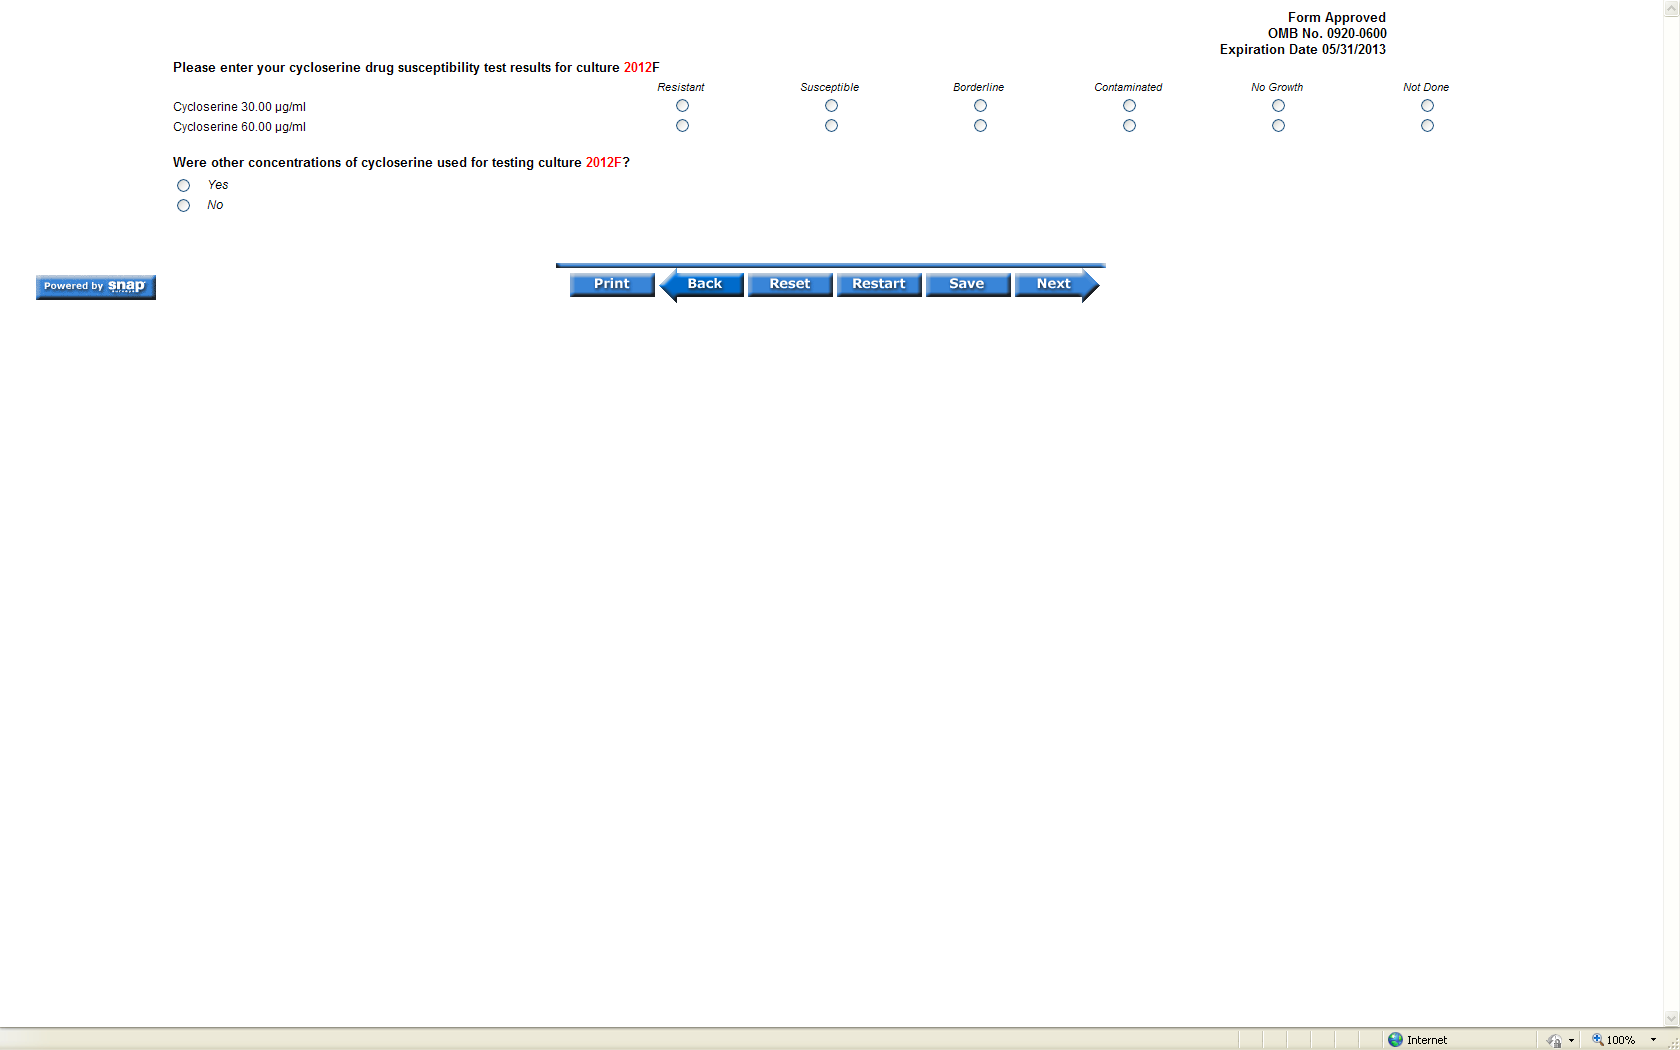 Form Approved
OMB No. 0920-0600
Expiration Date 05/31/2013
Please enter your cycloserine drug susceptibility test results for culture 2012F
Resistant Susceptible Borderline Contaminated No Growth Not Done
Cycloserine 30.00 µg/ml
Cycloserine 60.00 µg/ml
Were other concentrations of cycloserine used for testing culture 2012F?
Yes
No
Powered by snap
Print Back Reset Restart Save Next
Internet 100%